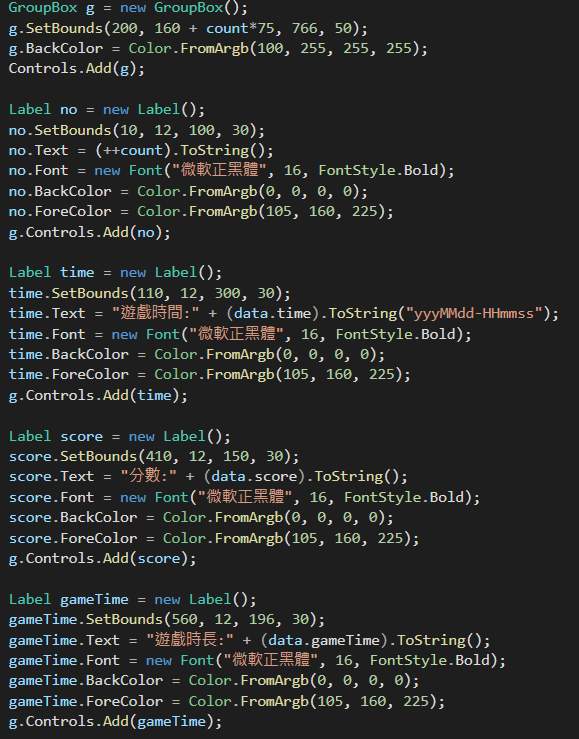 GroupBox g = new GroupBox();
g.SetBounds(200, 160 + count*75, 766, 50);
g.BackColor = Color.FromArgb(100, 255, 255, 255);
Controls.Add(g);
Label no = new Label();
no.SetBounds(10, 12, 100, 30);
no.Text = (++count).ToString();
no.Font = new Font("微軟正黑體", 16, FontStyle.Bold);
no.BackColor = Color.FromArgb(0, 0, 0, 0);
no.ForeColor = Color.FromArgb(105, 160, 225);
g.Controls.Add(no);
Label time = new Label();
time.SetBounds(110, 12, 300, 30);
time.Text = "遊戲時間:" + (data.time).ToString("yyyMMdd-HHmmss");
time.Font = new Font("微軟正黑體", 16, FontStyle.Bold);
time.BackColor = Color.FromArgb(0, 0, 0, 0);
time.ForeColor = Color.FromArgb(105, 160, 225);
g.Controls.Add(time);
Label score = new Label();
score.SetBounds(410, 12, 150, 30);
score.Text = "分數:" + (data.score).ToString();
score.Font = new Font("微軟正黑體", 16, FontStyle.Bold);
score.BackColor = Color.FromArgb(0, 0, 0, 0);
score.ForeColor = Color.FromArgb(105, 160, 225);
g.Controls.Add(score);
Label gameTime = new Label();
gameTime.SetBounds(560, 12, 196, 30);
gameTime.Text = "遊戲時長:" + (data.gameTime).ToString();
gameTime.Font = new Font("微軟正黑體", 16, FontStyle.Bold);
gameTime.BackColor = Color.FromArgb(0, 0, 0, 0);
gameTime.ForeColor = Color.FromArgb(105, 160, 225);
g.Controls.Add(gameTime);